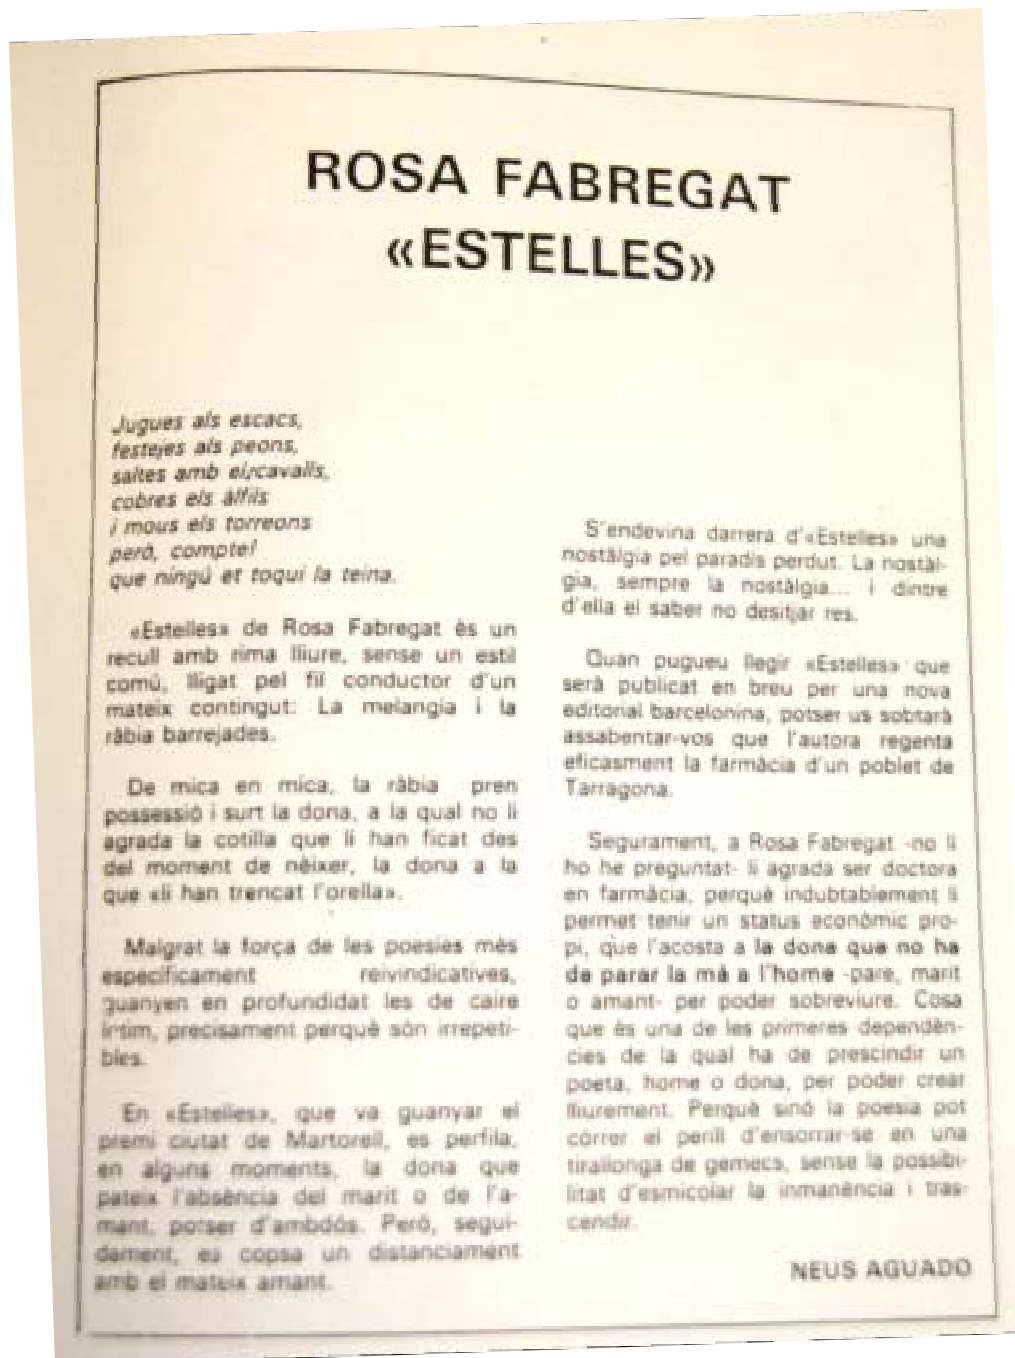 ROSA FABREGAT
«ESTELLES»
Jugues als escacs,
festejes als peons,
saltes amb els cavalls,
cobres els àlfils
i mous els torreons
però, compte!
que ningú et toqui la teina.
«Estelles» de Rosa Fabregat és un
recull amb rima lliure, sense un estil
comú, lligat pel fil conductor d'un
mateix contingut: La melangia i la
ràbia barrejades.
De mica en mica, la ràbia pren
possessió i surt la dona, a la qual no li
agrada la cotilla que li han ficat des
del moment de nèixer, la dona a la
que «li han trencat l'orella».
Malgrat la força de les poesies més
específicament reivindicatives,
guanyen en profundidat les de caire
íntim, precisament perquè són irrepeti-
bles.
En «Estelles», que va guanyar el
premi ciutat de Martorell, es perfila,
en alguns moments, la dona que
pateix l'absència del marit o de l'a-
mant, potser d'ambdós. Però, segui-
dament, es copsa un distanciament
amb el mateix amant.
S'endevina darrera d'«Estelles» una
nostàlgia pel paradís perdut. La nostàl-
gia, sempre la nostàlgia... i dintre
d'ella el saber no desitjar res.
Quan pugueu llegir «Estelles» que
serà publicat en breu per una nova
editorial barcelonina, potser us sobtarà
assabentar-vos que l'autora regenta
eficasment la farmàcia d'un poblet de
Tarragona.
Segurament, a Rosa Fabregat -no li
ho he preguntat- li agrada ser doctora
en farmàcia, perquè indubtablement li
permet tenir un status econòmic pro-
pi, que l'acosta a la dona que no ha
de parar la mà a l'home -pare, marit
o amant- per poder sobreviure. Cosa
que és una de les primeres dependèn-
cies de la qual ha de prescindir un
poeta, home o dona, per poder crear
lliurement. Perquè sinó la poesia pot
córrer el perill d'ensorrar-se en una
tirallonga de gemecs, sense la possibi-
litat d'esmicolar la inmanència i tras-
cendir.
NEUS AGUADO